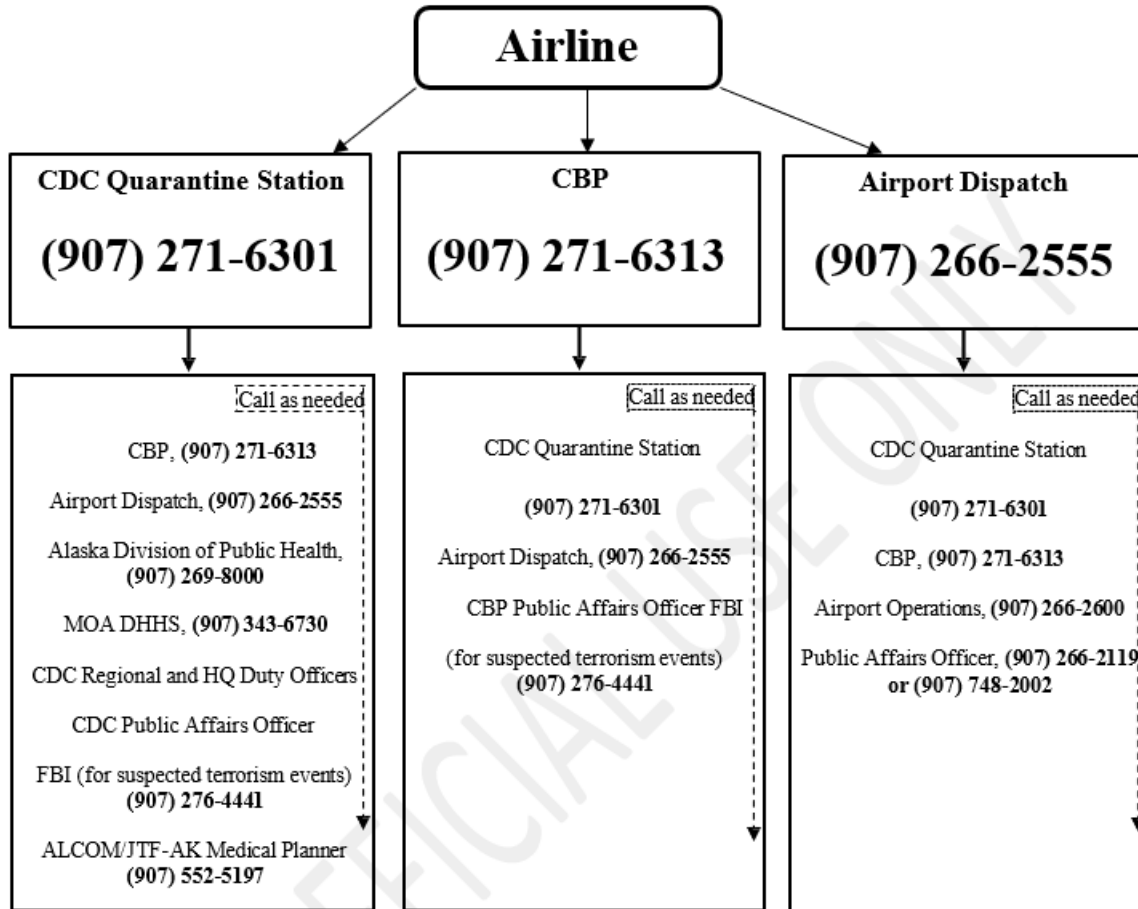 Airline
CDC Quarantine Station
(907) 271-6301
CBP
(907) 271-6313
Airport Dispatch
(907) 266-2555
Call as needed
CBP, (907) 271-6313
Airport Dispatch, (907) 266-2555
Alaska Division of Public Health,
(907) 269-8000
MOA DHHS, (907) 343-6730
CDC Regional and HQ Duty Officers
CDC Public Affairs Officer
FBI (for suspected terrorism events)
(907) 276-4441
ALCOM/JTF-AK Medical Planner
(907) 552-5197
Call as needed
CDC Quarantine Station
(907) 271-6301
Airport Dispatch, (907) 266-2555
CBP Public Affairs Officer FBI
(for suspected terrorism events)
(907) 276-4441
Call as needed
CDC Quarantine Station
(907) 271-6301
CBP, (907) 271-6313
Airport Operations, (907) 266-2600
Public Affairs Officer, (907) 266-2119
or (907) 748-2002
FFICIAL USE ONLY